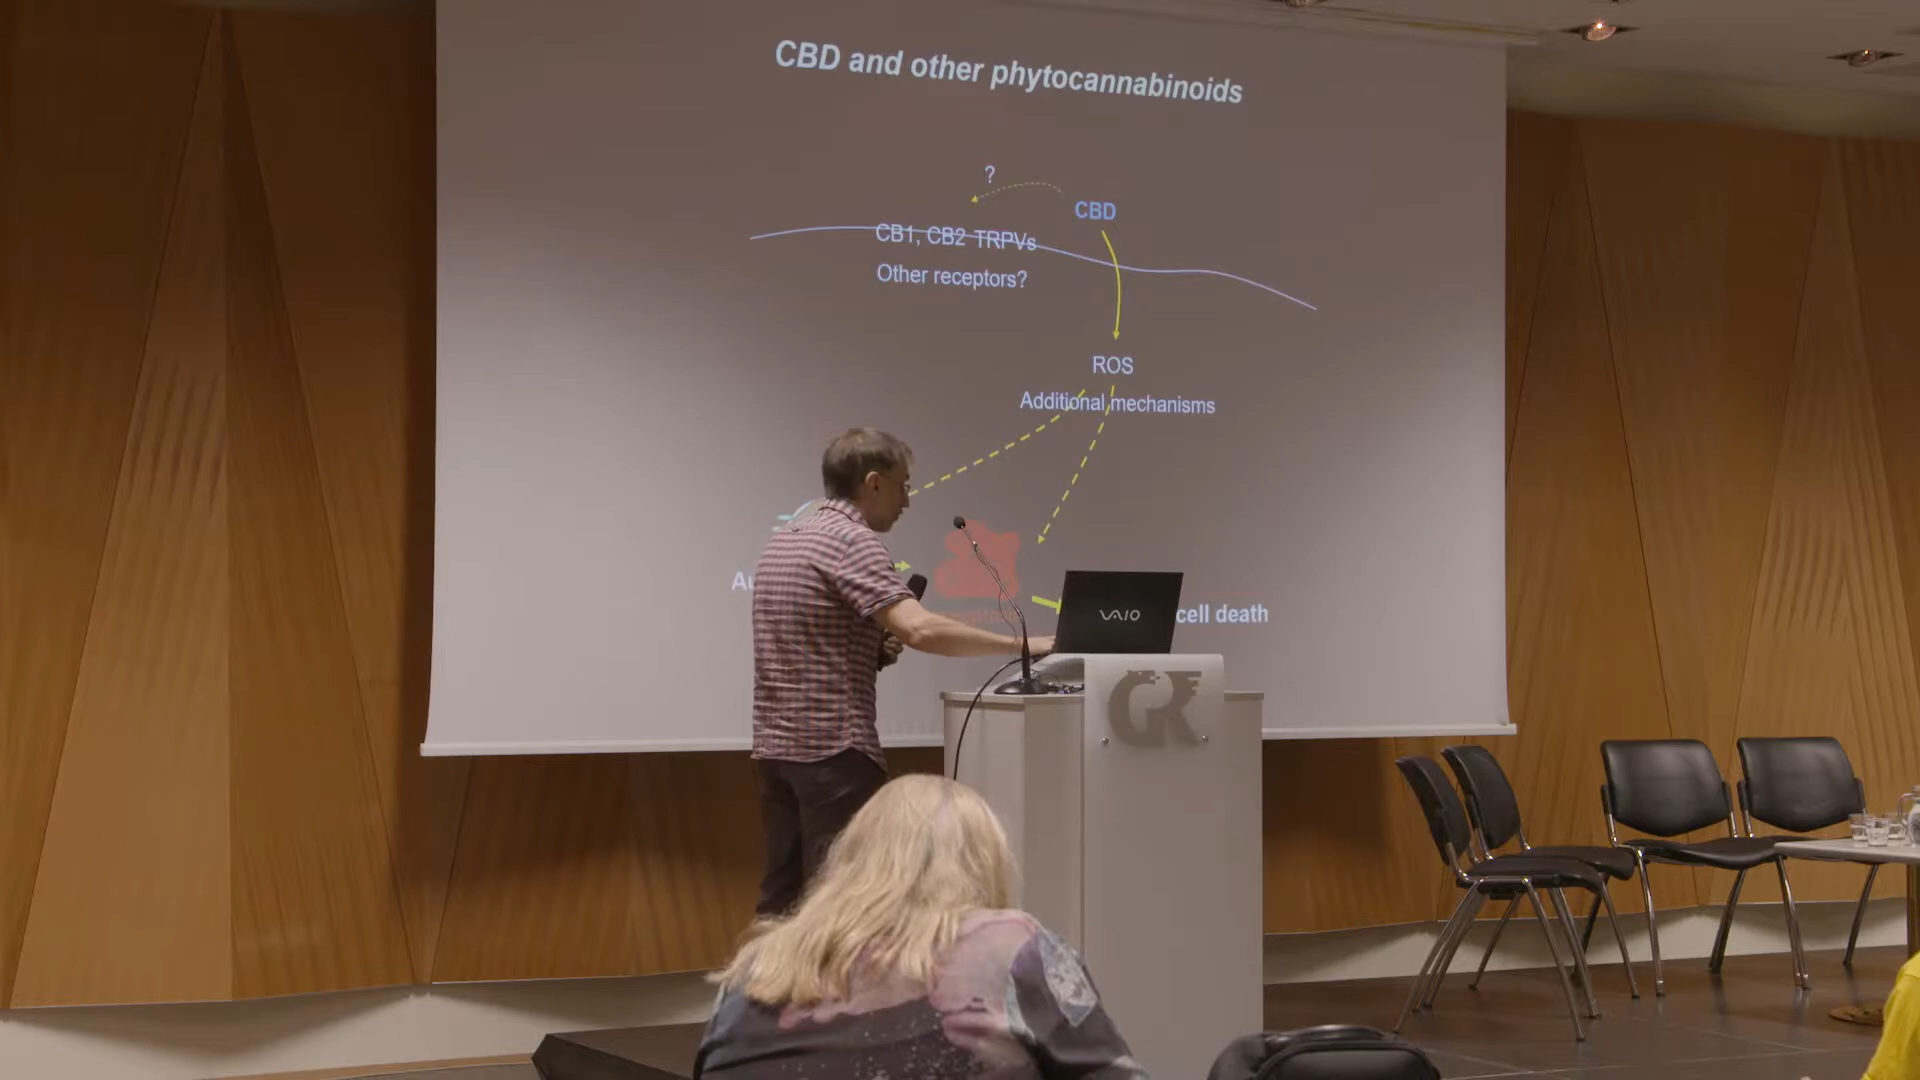 CBD and other phytocannabinoids
?
CBD
CB1, CB2 TRPVs
Other receptors?
ROS
Additional mechanisms
cell death
VAIO